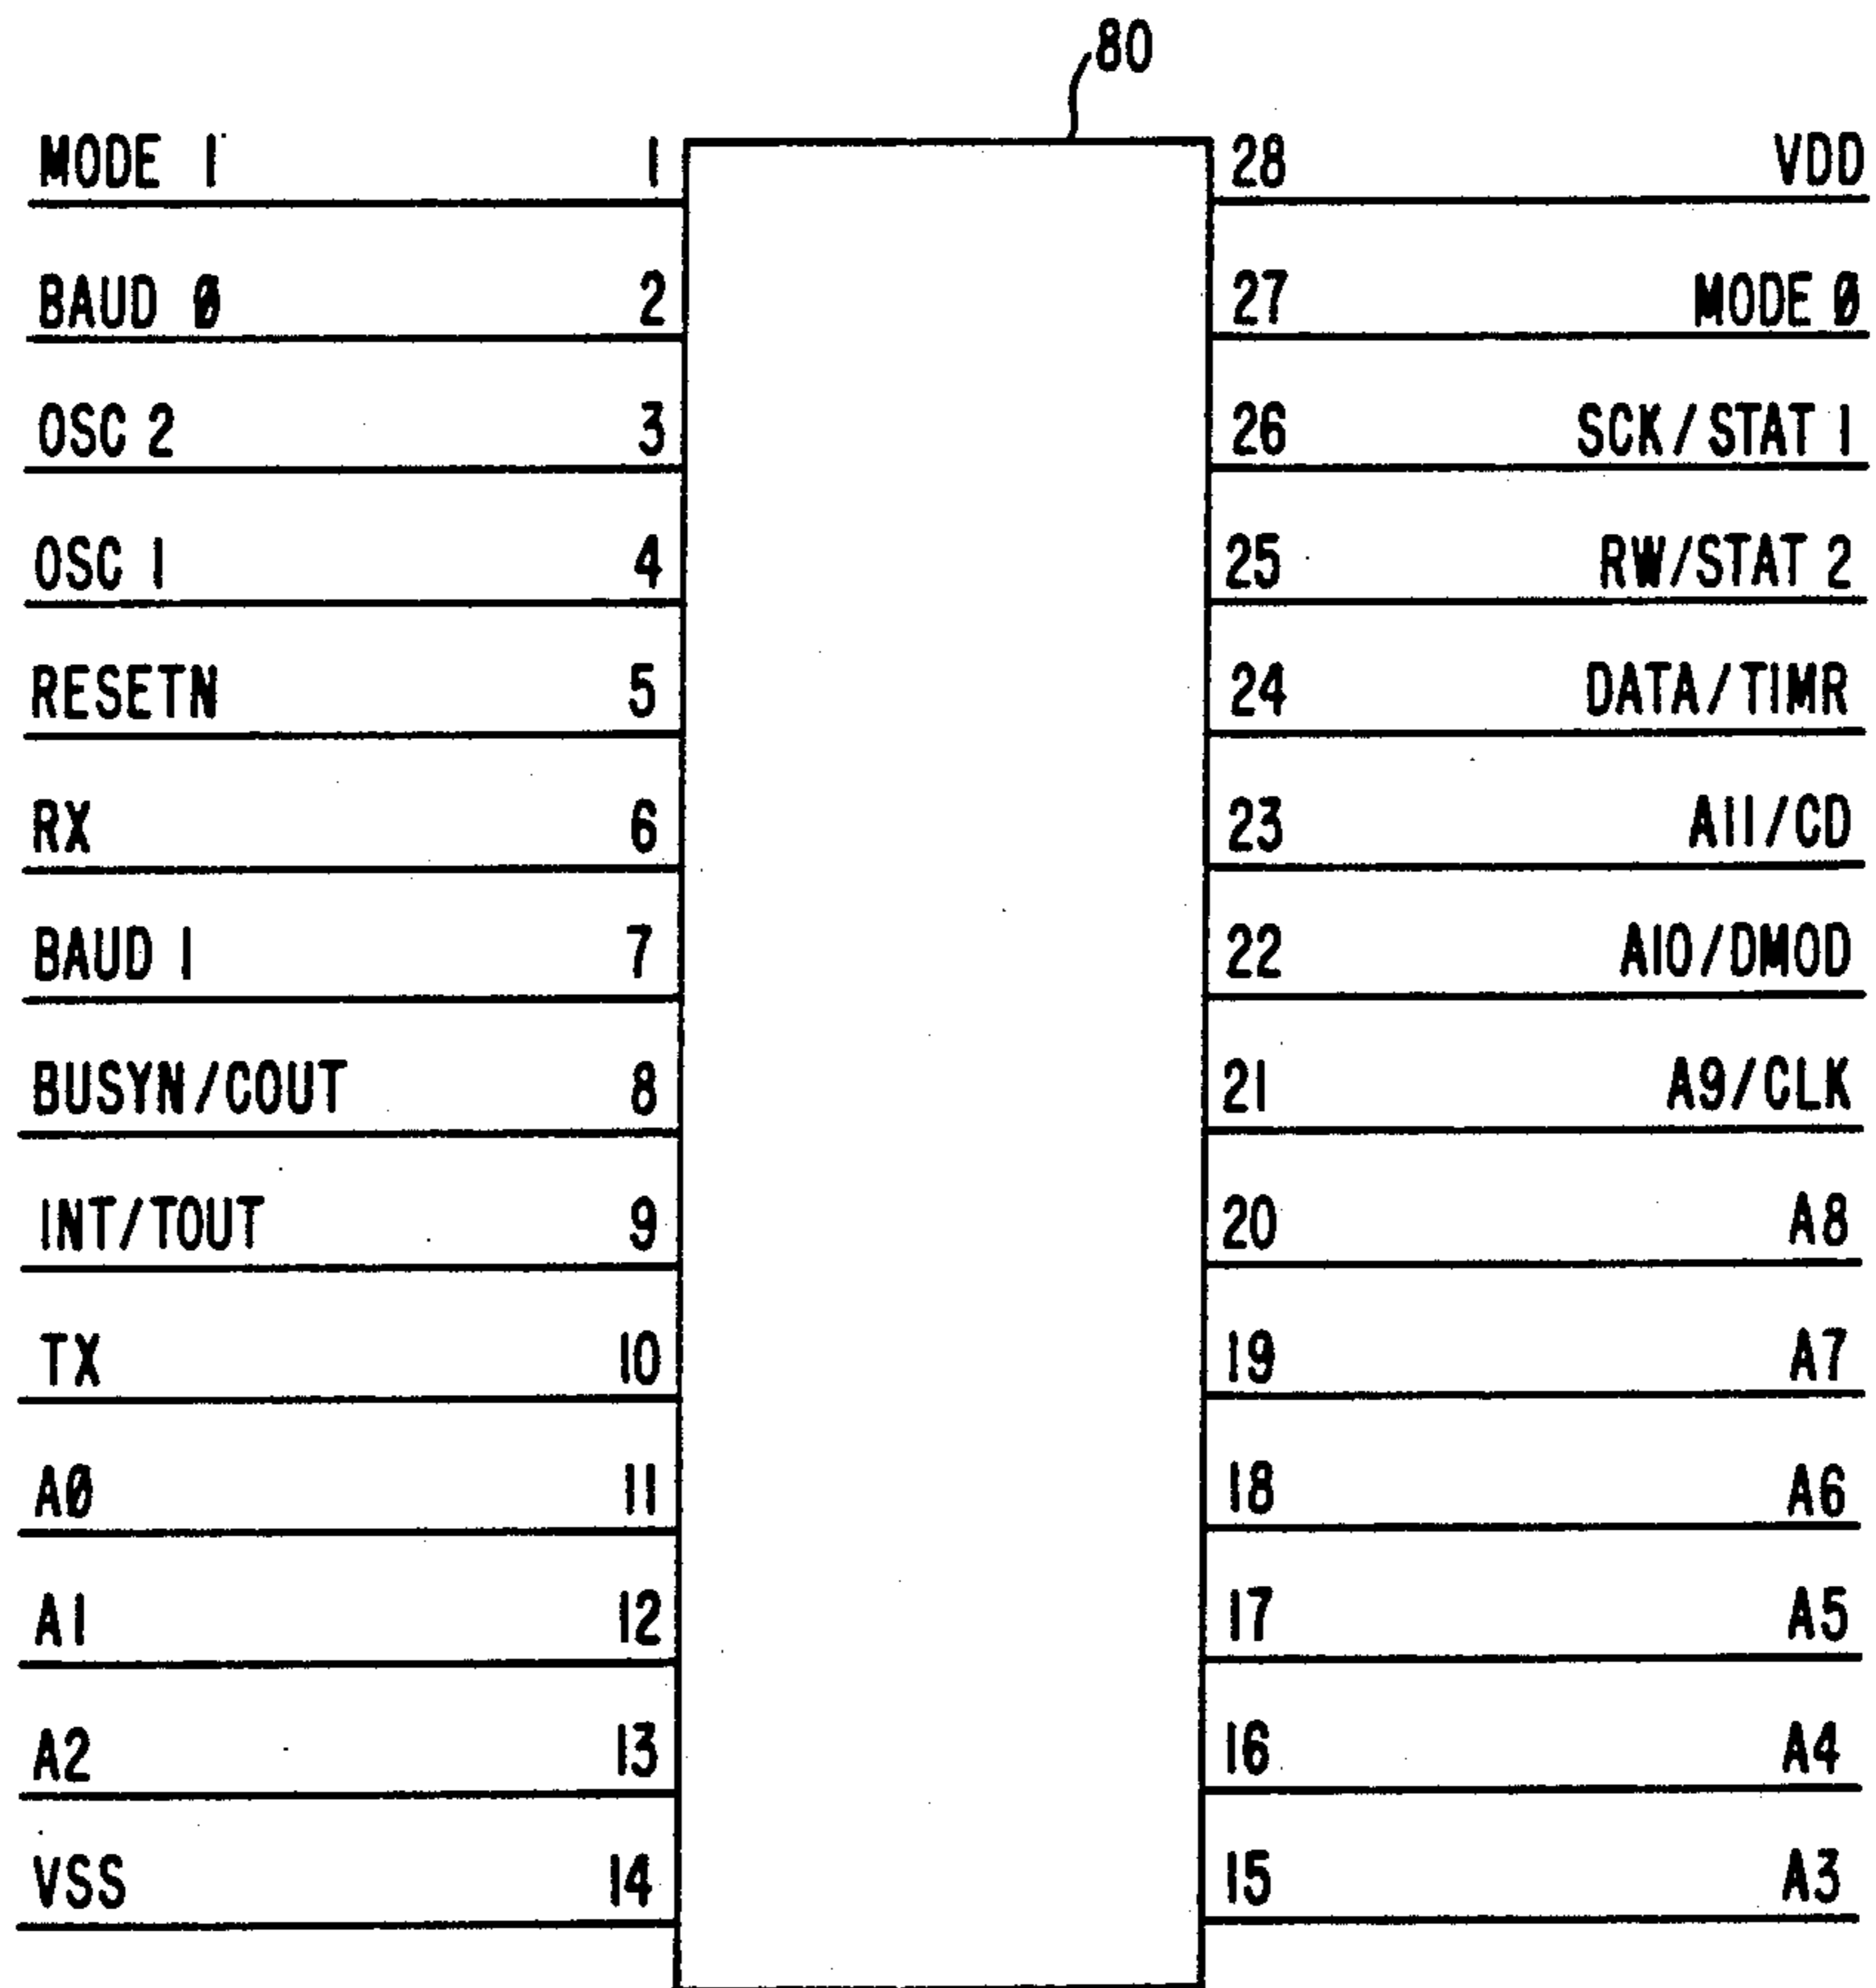 80
MODE 1 1 28 VDD
BAUD 0 2 27 MODE 0
OSC 2 3 26 SCK/STAT 1
OSC 1 4 25 RW/STAT 2
RESETN 5 24 DATA/TIMR
RX 6 23 A11/CD
BAUD 1 7 22 A10/DMOD
BUSYN/COUT 8 21 A9/CLK
INT/TOUT 9 20 A8
TX 10 19 A7
A0 11 18 A6
A1 12 17 A5
A2 13 16 A4
VSS 14 15 A3